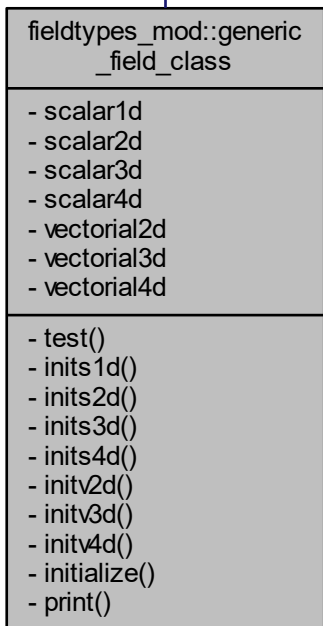 fieldtypes_mod::generic
_field_class
- scalar1d
- scalar2d
- scalar3d
- scalar4d
- vectorial2d
- vectorial3d
- vectorial4d
- test()
- inits1d()
- inits2d()
- inits3d()
- inits4d()
- initv2d()
- initv3d()
- initv4d()
- initialize()
- print()